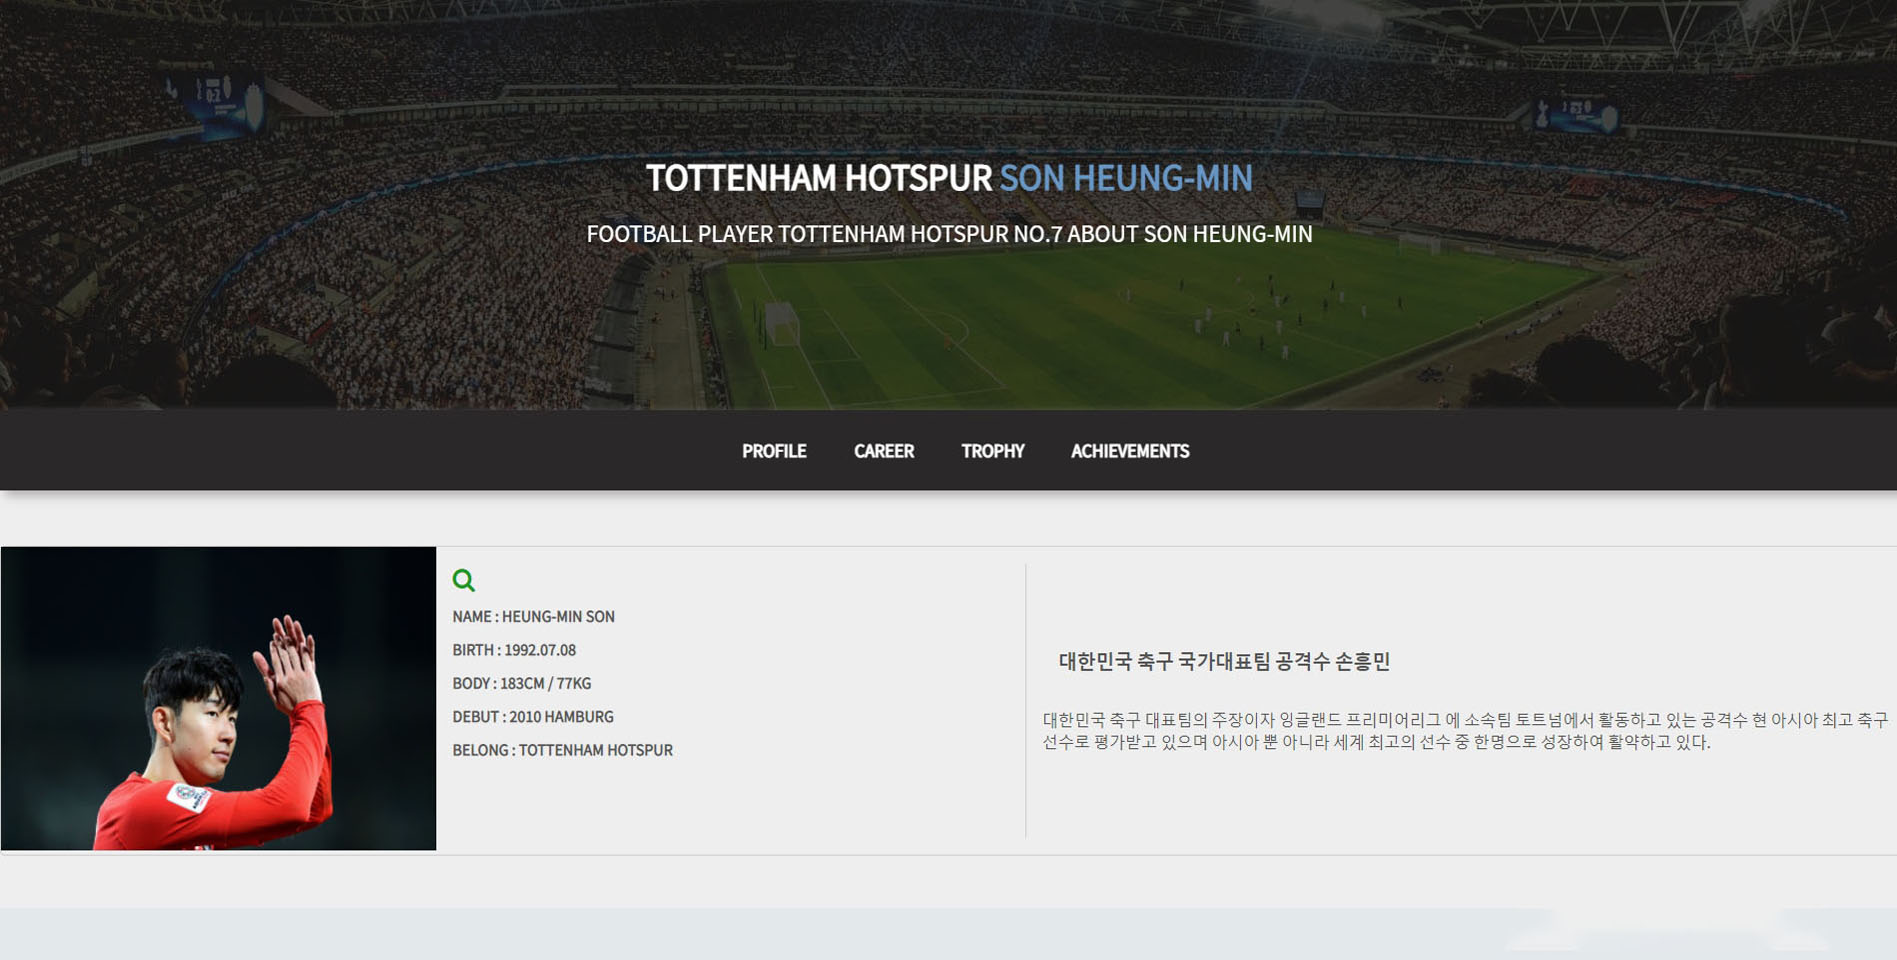 TOTTENHAM HOTSPUR SON HEUNG-MIN
FOOTBALL PLAYER TOTTENHAM HOTSPUR NO.7 ABOUT SON HEUNG-MIN
PROFILE CAREER TROPHY ACHIEVEMENTS
NAME : HEUNG-MIN SON
BIRTH : 1992.07.08
BODY : 183CM / 77KG
DEBUT : 2010 HAMBURG
BELONG : TOTTENHAM HOTSPUR
대한민국 축구 국가대표팀 공격수 손흥민
대한민국 축구 대표팀의 주장이자 잉글랜드 프리미어리그 에 소속팀 토트넘에서 활동하고 있는 공격수 현 아시아 최고 축구
선수로 평가받고 있으며 아시아 뿐 아니라 세계 최고의 선수 중 한명으로 성장하여 활약하고 있다.